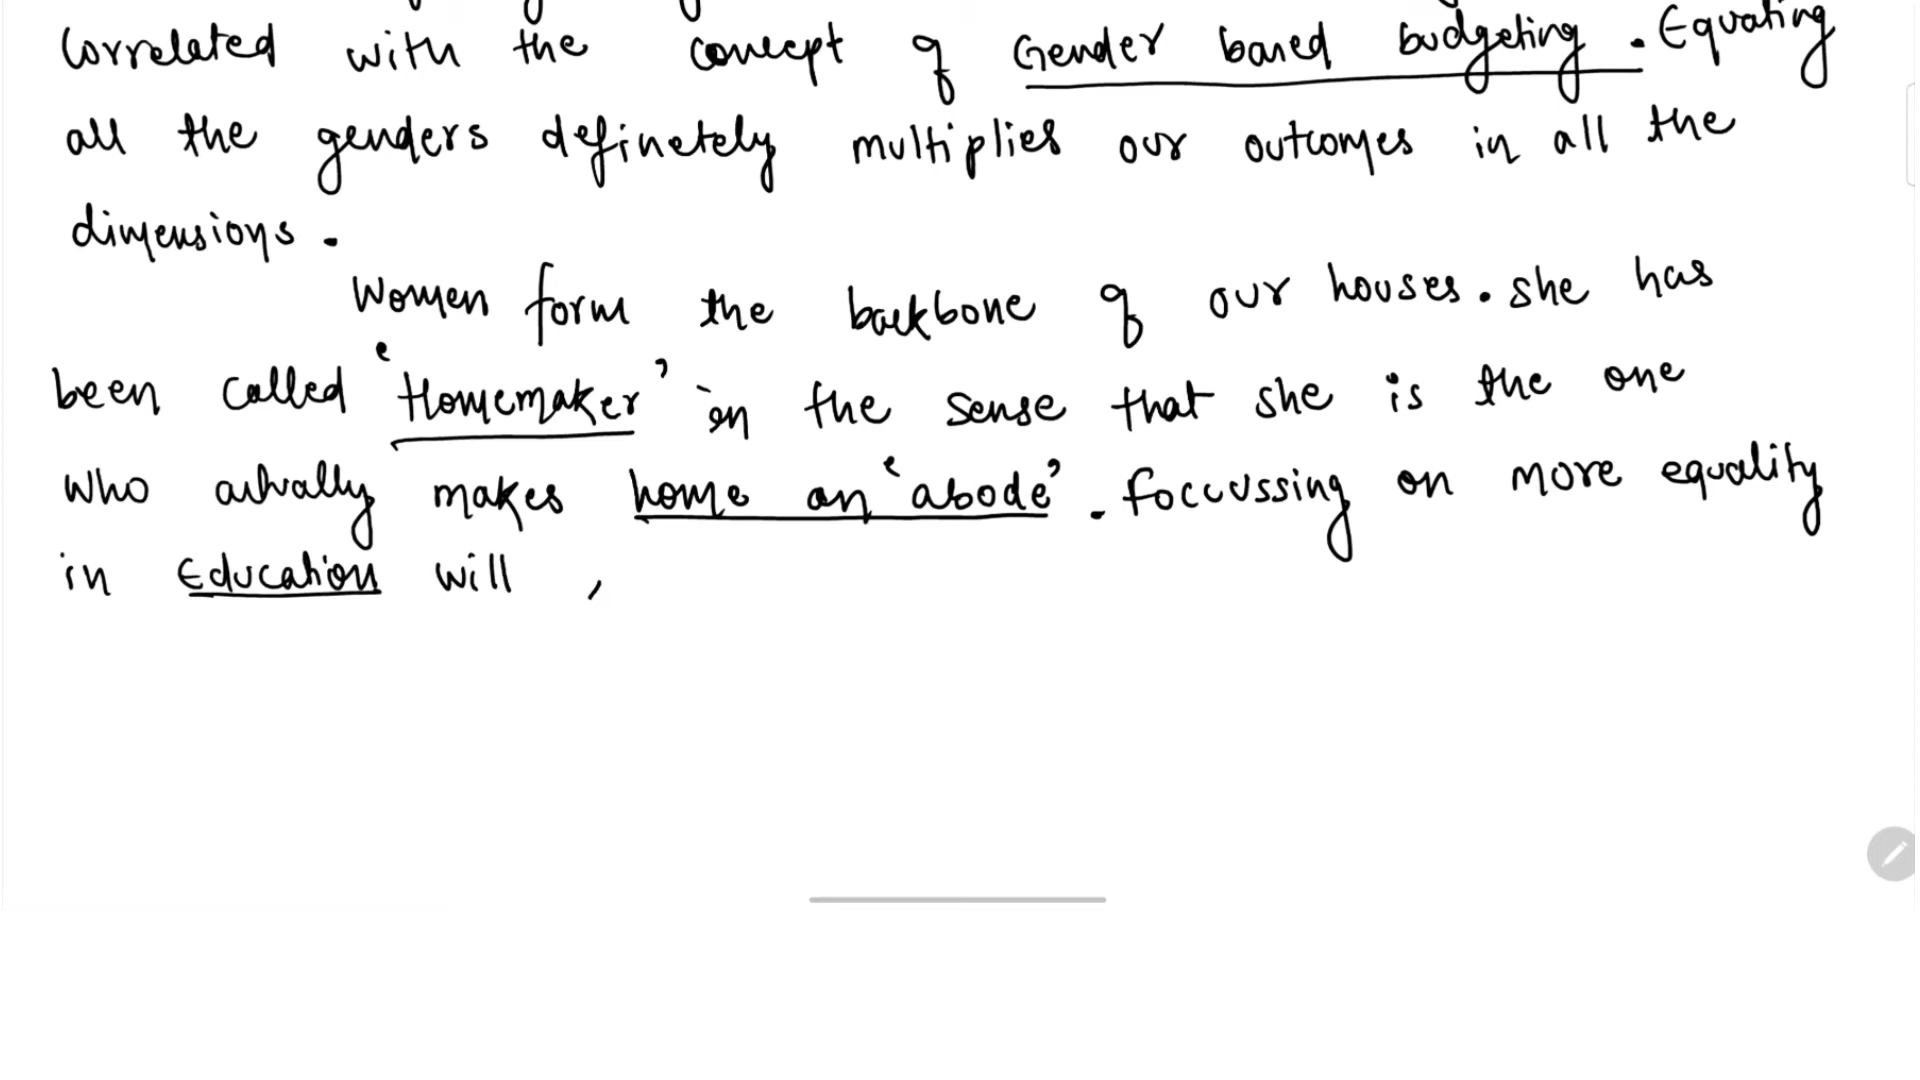 Correlated with the concept of Gender based budgeting. Equating
all the genders definetely multiplies our outcomes in all the
dimensions.
Women form the backbone of our houses. She has
been called 'Homemaker' in the sense that she is the one
who actually makes home an 'abode'. foccussing on more equality
in Education will ,